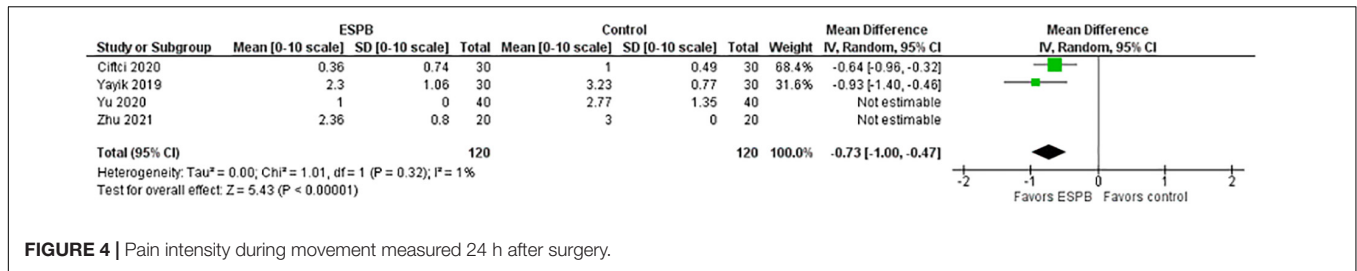 ESPB Control Mean Difference Mean Difference
Study or Subgroup Mean [0-10 scale] SD [0-10 scale] Total Mean [0-10 scale] SD [0-10 scale] Total Weight IV, Random, 95% CI IV, Random, 95% CI
Ciftci 2020 0.36 0.74 30 1 0.49 30 68.4% -0.64 [-0.96, -0.32]
Yayik 2019 2.3 1.06 30 3.23 0.77 30 31.6% -0.93 [-1.40, -0.46]
Yu 2020 1 0 40 2.77 1.35 40 Not estimable
Zhu 2021 2.36 0.8 20 3 0 20 Not estimable
Total (95% CI) 120 120 100.0% -0.73 [-1.00, -0.47]
Heterogeneity: Tau² = 0.00; Chi² = 1.01, df = 1 (P = 0.32); I² = 1%
Test for overall effect: Z = 5.43 (P < 0.00001)
-2 -1 0 1 2
Favors ESPB Favors control
FIGURE 4 | Pain intensity during movement measured 24 h after surgery.